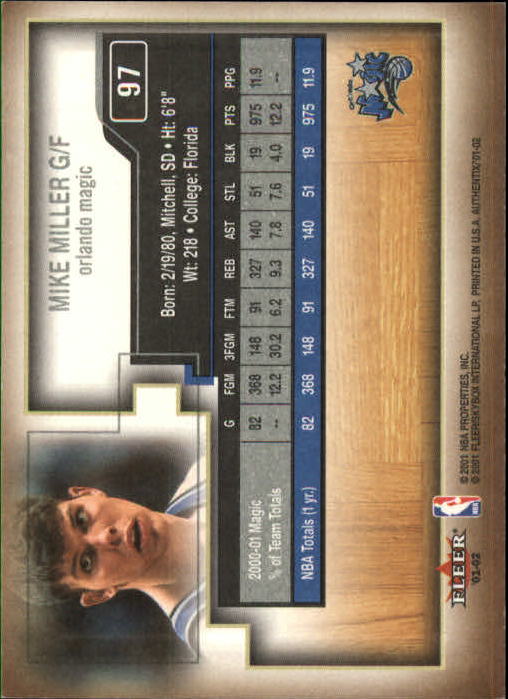 MIKE MILLER G/F
orlando magic
97
Born: 2/19/80, Mitchell, SD • Ht: 6'8"
Wt: 218 • College: Florida
G FGM 3FGM FTM REB AST STL BLK PTS PPG
2000-01 Magic 82 368 148 91 327 140 51 19 975 11.9
% of Team Totals -- 12.2 30.2 6.2 9.3 7.8 7.6 4.0 12.2 --
NBA Totals (1 yr.) 82 368 148 91 327 140 51 19 975 11.9
MAGIC
FLEER
'01-02
NBA
© 2001 NBA PROPERTIES, INC.
© 2001 FLEER/SKYBOX INTERNATIONAL LP. PRINTED IN U.S.A. AUTHENTIX/'01-02